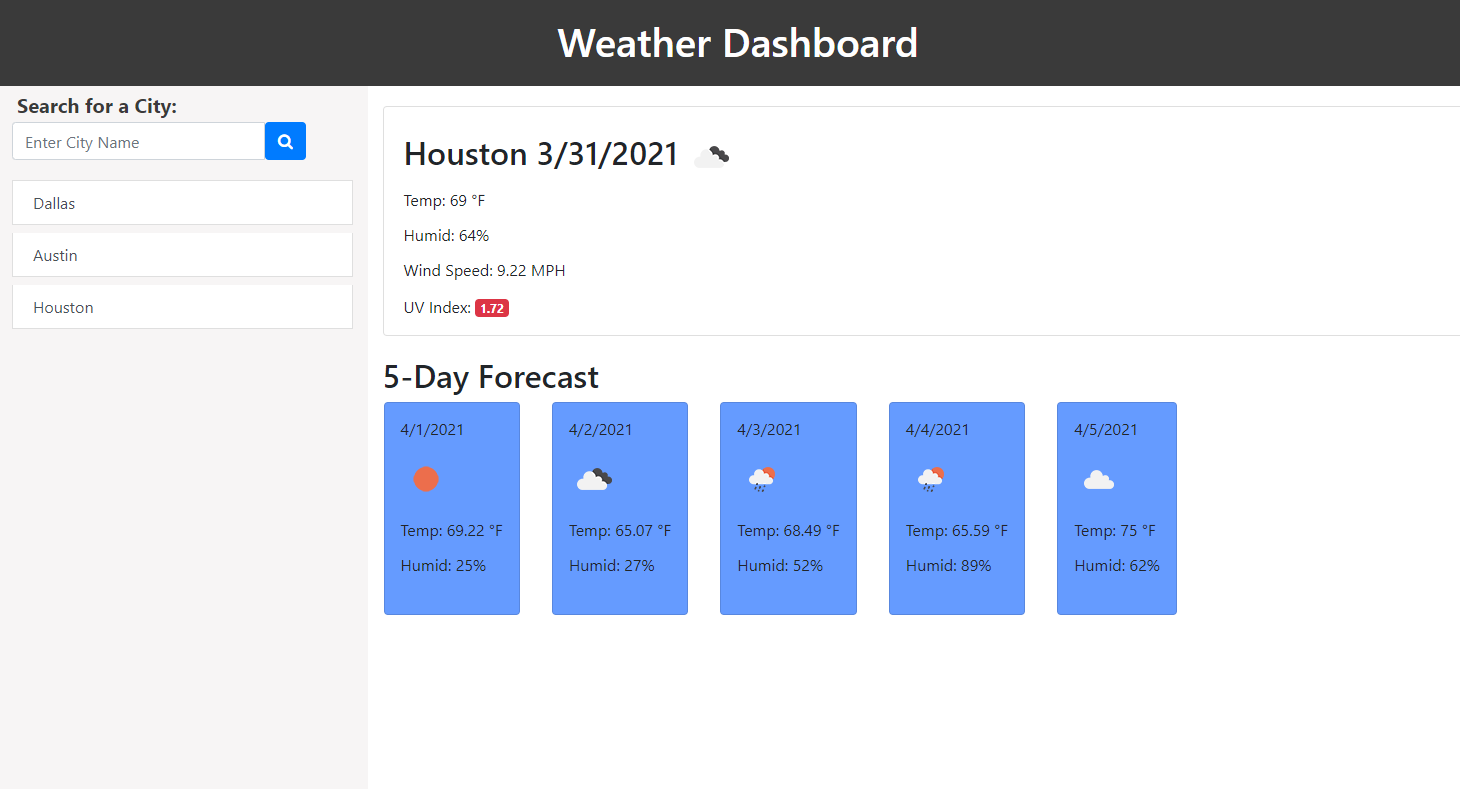 Weather Dashboard
Search for a City:
Enter City Name
Dallas
Austin
Houston
Houston 3/31/2021
Temp: 69 °F
Humid: 64%
Wind Speed: 9.22 MPH
UV Index: 1.72
5-Day Forecast
4/1/2021
Temp: 69.22 °F
Humid: 25%
4/2/2021
Temp: 65.07 °F
Humid: 27%
4/3/2021
Temp: 68.49 °F
Humid: 52%
4/4/2021
Temp: 65.59 °F
Humid: 89%
4/5/2021
Temp: 75 °F
Humid: 62%